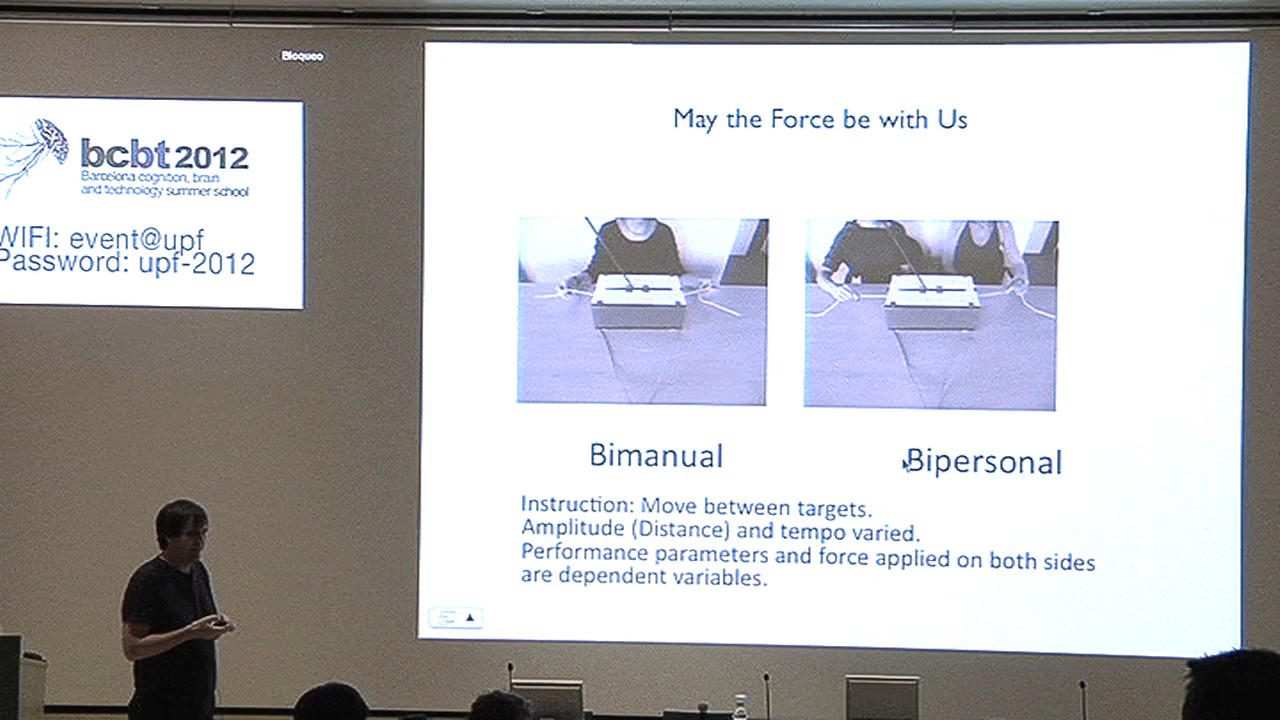 Bloqueo
bcbt 2012
Barcelona cognition, brain
and technology summer school
WIFI: event@upf
Password: upf-2012
May the Force be with Us
Bimanual
Bipersonal
Instruction: Move between targets.
Amplitude (Distance) and tempo varied.
Performance parameters and force applied on both sides
are dependent variables.